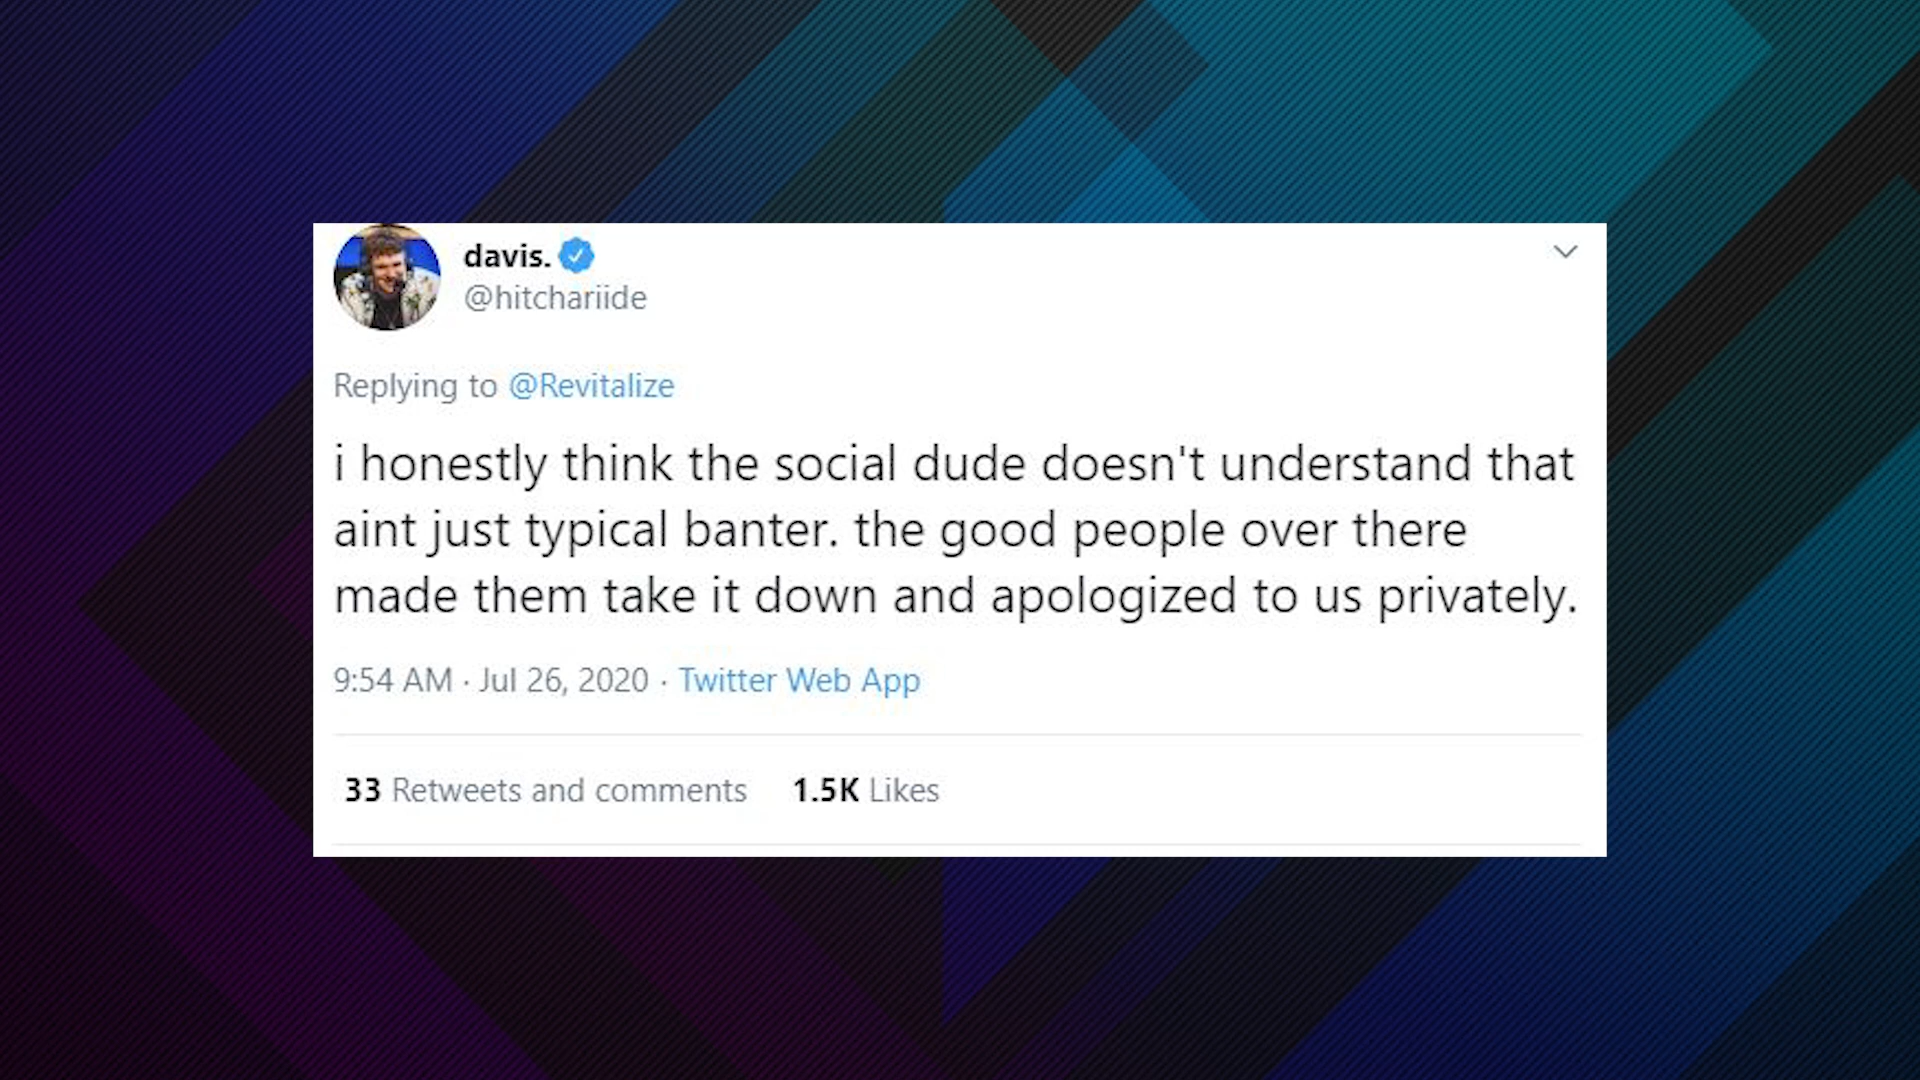 davis.
@hitchariide
Replying to @Revitalize
i honestly think the social dude doesn't understand that
aint just typical banter. the good people over there
made them take it down and apologized to us privately.
9:54 AM · Jul 26, 2020 · Twitter Web App
33 Retweets and comments 1.5K Likes